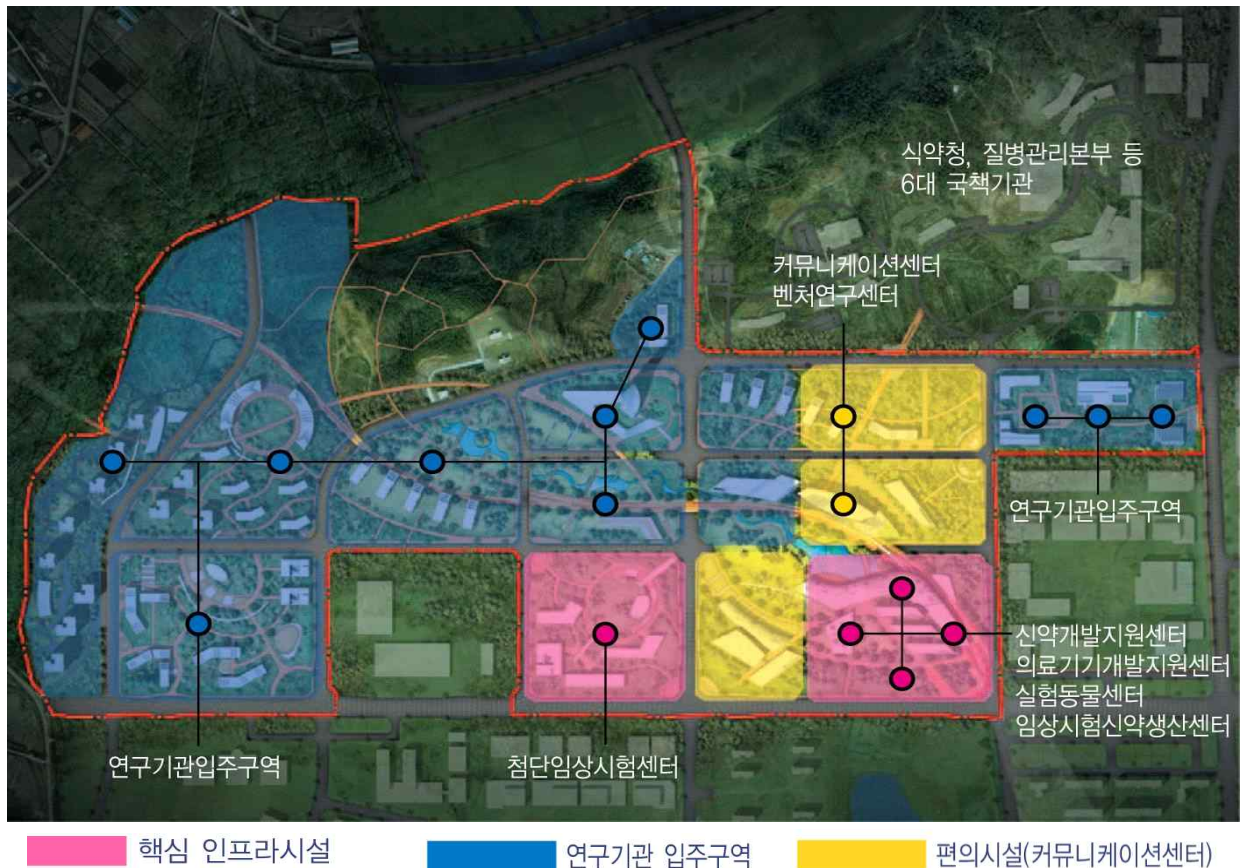 식약청, 질병관리본부 등
6대 국책기관
커뮤니케이션센터
벤처연구센터
연구기관입주구역
신약개발지원센터
의료기기개발지원센터
실험동물센터
임상시험신약생산센터
연구기관입주구역
첨단임상시험센터
핵심 인프라시설
연구기관 입주구역
편의시설(커뮤니케이션센터)